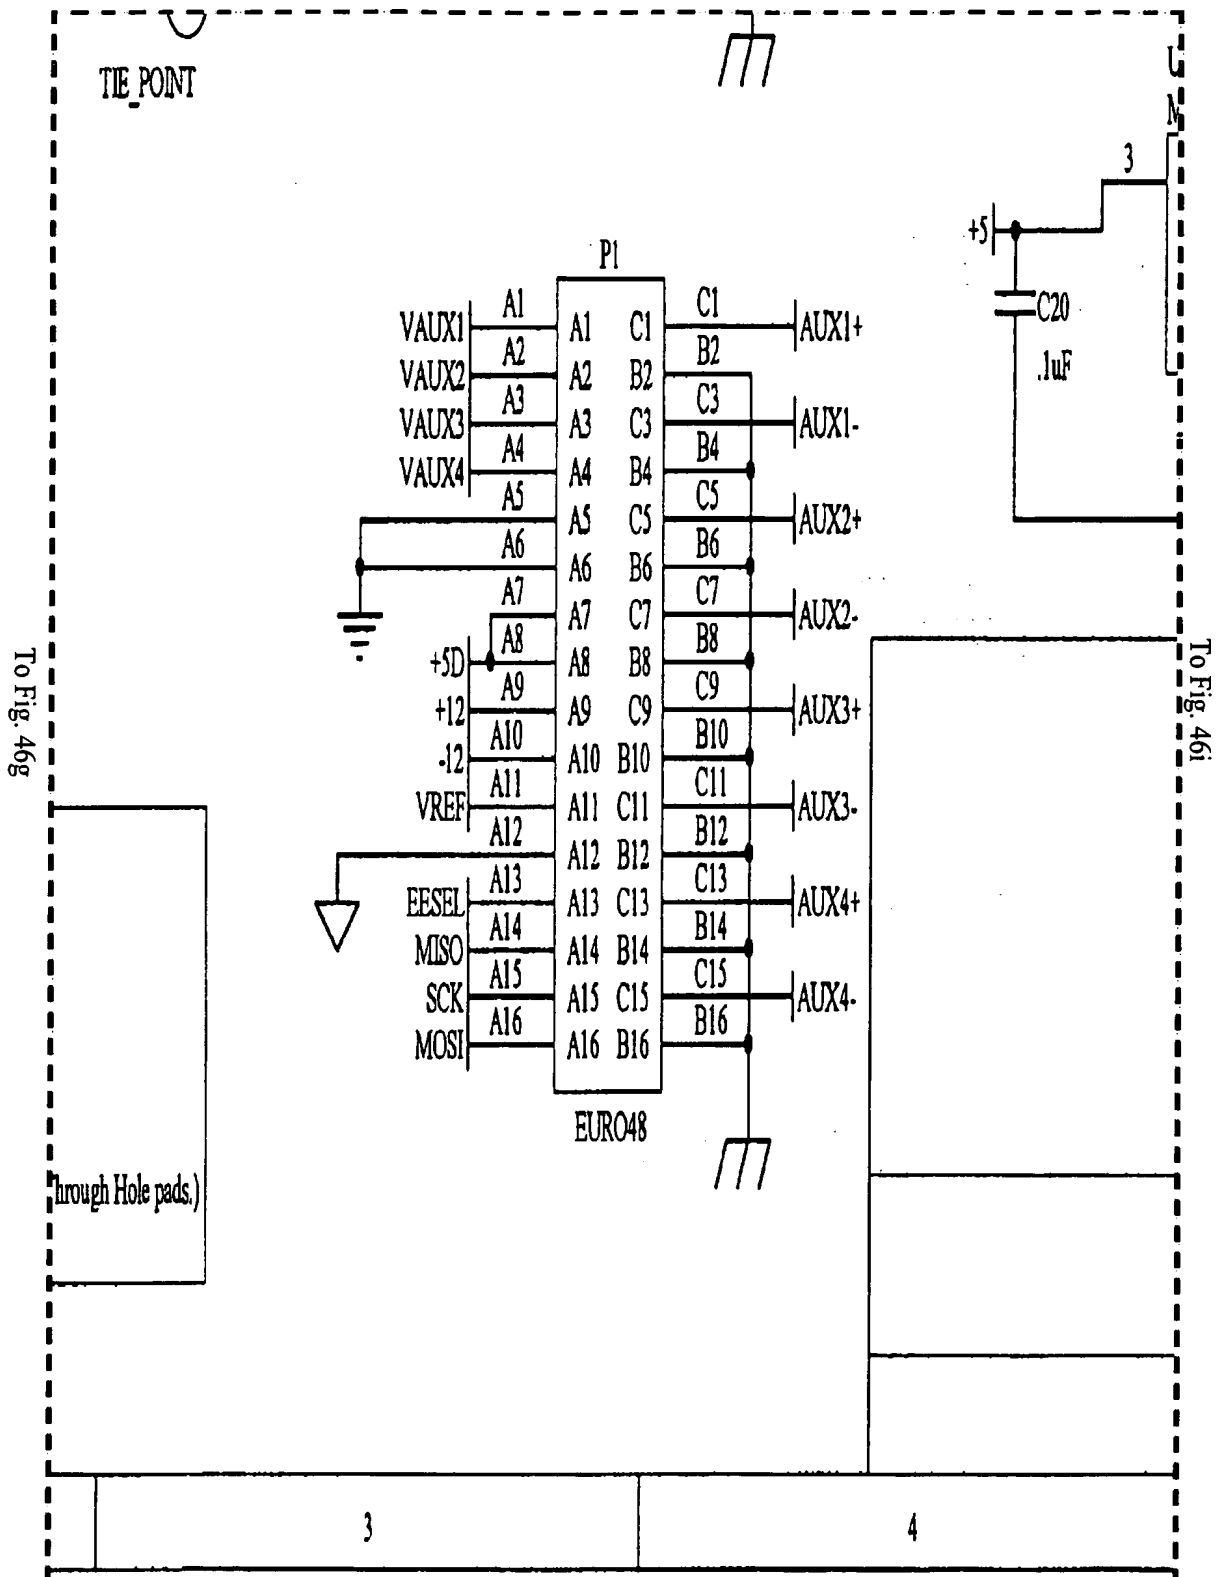 TIE_POINT
3
+5
C20
.1uF
P1
VAUX1 A1 A1 C1 C1 AUX1+
VAUX2 A2 A2 B2 B2
VAUX3 A3 A3 C3 C3 AUX1-
VAUX4 A4 A4 B4 B4
A5 A5 C5 C5 AUX2+
A6 A6 B6 B6
A7 A7 C7 C7 AUX2-
+5D A8 A8 B8 B8
+12 A9 A9 C9 C9 AUX3+
-12 A10 A10 B10 B10
VREF A11 A11 C11 C11 AUX3-
A12 A12 B12 B12
EESEL A13 A13 C13 C13 AUX4+
MISO A14 A14 B14 B14
SCK A15 A15 C15 C15 AUX4-
MOSI A16 A16 B16 B16
EURO48
To Fig. 46g
To Fig. 46i
hrough Hole pads.)
3
4